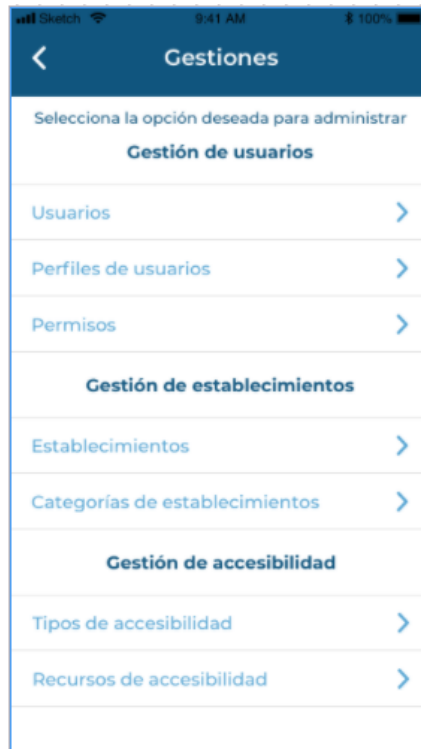 Sketch 9:41 AM 100%
Gestiones
Selecciona la opción deseada para administrar
Gestión de usuarios
Usuarios
Perfiles de usuarios
Permisos
Gestión de establecimientos
Establecimientos
Categorías de establecimientos
Gestión de accesibilidad
Tipos de accesibilidad
Recursos de accesibilidad